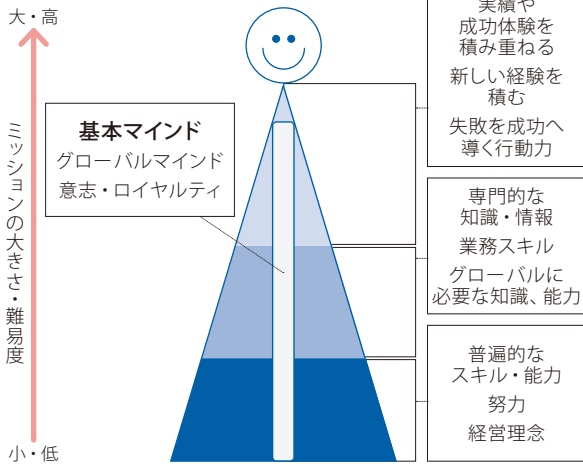 大・高
ミッションの大きさ・難易度
小・低
基本マインド
グローバルマインド
意志・ロイヤルティ
実績や
成功体験を
積み重ねる
新しい経験を
積む
失敗を成功へ
導く行動力
専門的な
知識・情報
業務スキル
グローバルに
必要な知識、能力
普遍的な
スキル・能力
努力
経営理念